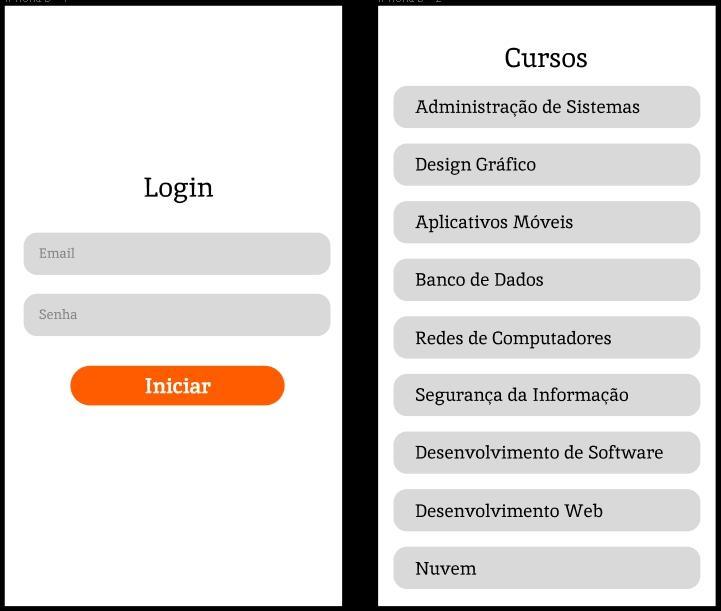 Login
Email
Senha
Iniciar
Cursos
Administração de Sistemas
Design Gráfico
Aplicativos Móveis
Banco de Dados
Redes de Computadores
Segurança da Informação
Desenvolvimento de Software
Desenvolvimento Web
Nuvem